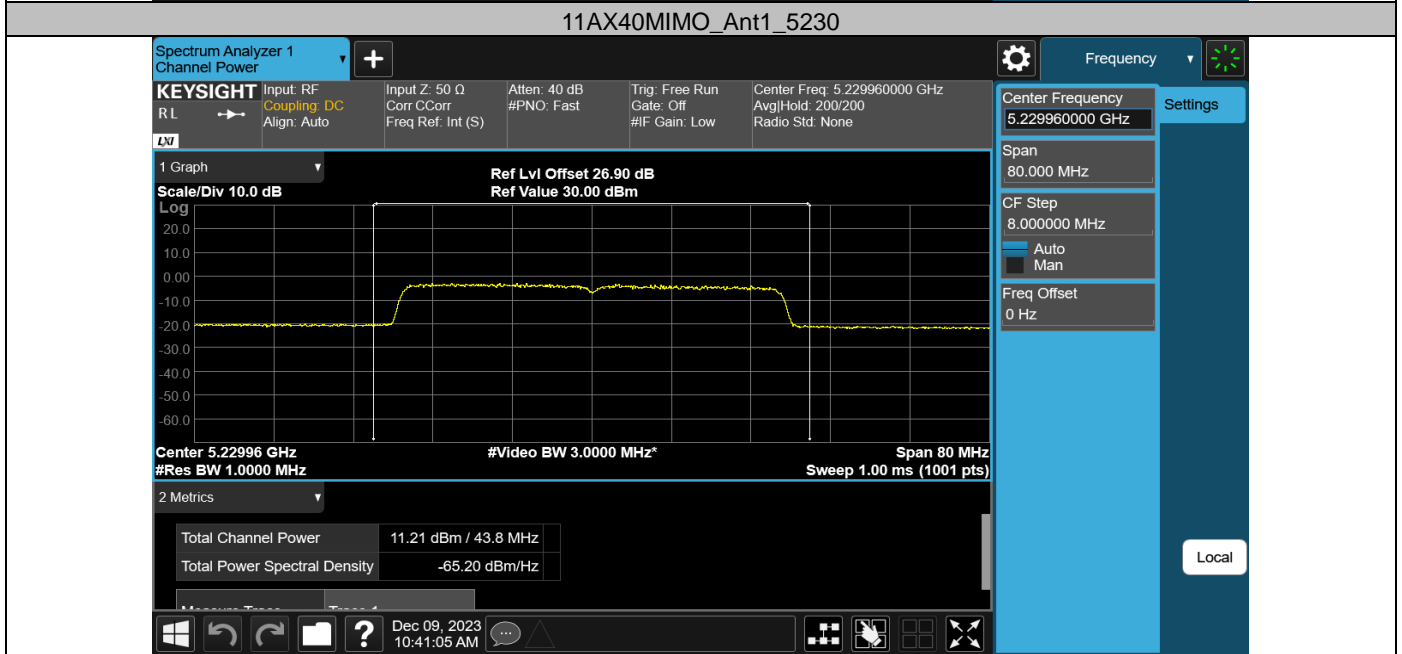 11AX40MIMO_Ant1_5230
Spectrum Analyzer 1
Channel Power
+
Frequency
KEYSIGHT
RL
LXI
Input: RF
Coupling: DC
Align: Auto
Input Z: 50 Ω
Corr CCorr
Freq Ref: Int (S)
Atten: 40 dB
#PNO: Fast
Trig: Free Run
Gate: Off
#IF Gain: Low
Center Freq: 5.229960000 GHz
Avg|Hold: 200/200
Radio Std: None
Center Frequency
5.229960000 GHz
Settings
Span
80.000 MHz
CF Step
8.000000 MHz
Auto
Man
Freq Offset
0 Hz
1 Graph
Scale/Div 10.0 dB
Ref Lvl Offset 26.90 dB
Ref Value 30.00 dBm
Log
20.0
10.0
0.00
-10.0
-20.0
-30.0
-40.0
-50.0
-60.0
Center 5.22996 GHz
#Video BW 3.0000 MHz*
Span 80 MHz
#Res BW 1.0000 MHz
Sweep 1.00 ms (1001 pts)
2 Metrics
Total Channel Power 11.21 dBm / 43.8 MHz
Total Power Spectral Density -65.20 dBm/Hz
Local
?
Dec 09, 2023
10:41:05 AM